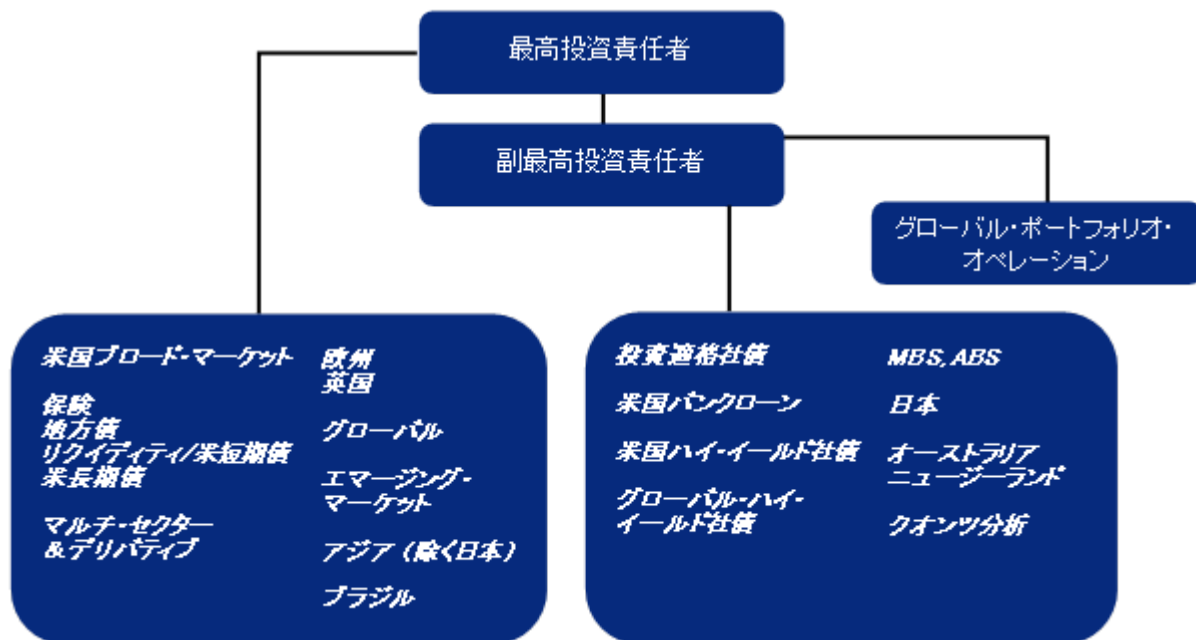 最高投資責任者
副最高投資責任者
グローバル・ポートフォリオ・
オペレーション
米国ブロード・マーケット
保険
地方債
リクイディティ/米短期債
米長期債
マルチ・セクター
&デリバティブ
欧州
英国
グローバル
エマージング・
マーケット
アジア（除く日本）
ブラジル
投資適格社債
米国バンクローン
米国ハイ・イールド社債
グローバル・ハイ・
イールド社債
MBS, ABS
日本
オーストラリア
ニュージーランド
クオンツ分析